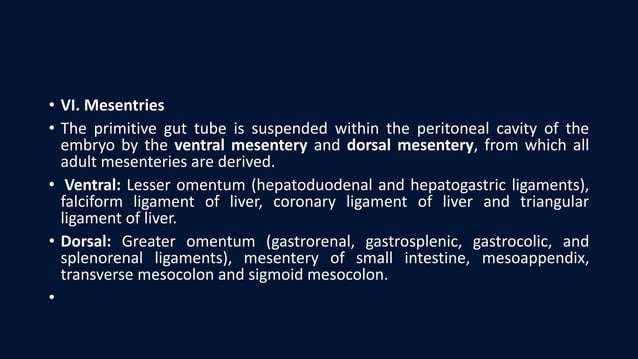 • VI. Mesentries
• The primitive gut tube is suspended within the peritoneal cavity of the
embryo by the ventral mesentery and dorsal mesentery, from which all
adult mesenteries are derived.
• Ventral: Lesser omentum (hepatoduodenal and hepatogastric ligaments),
falciform ligament of liver, coronary ligament of liver and triangular
ligament of liver.
• Dorsal: Greater omentum (gastrorenal, gastrosplenic, gastrocolic, and
splenorenal ligaments), mesentery of small intestine, mesoappendix,
transverse mesocolon and sigmoid mesocolon.
•